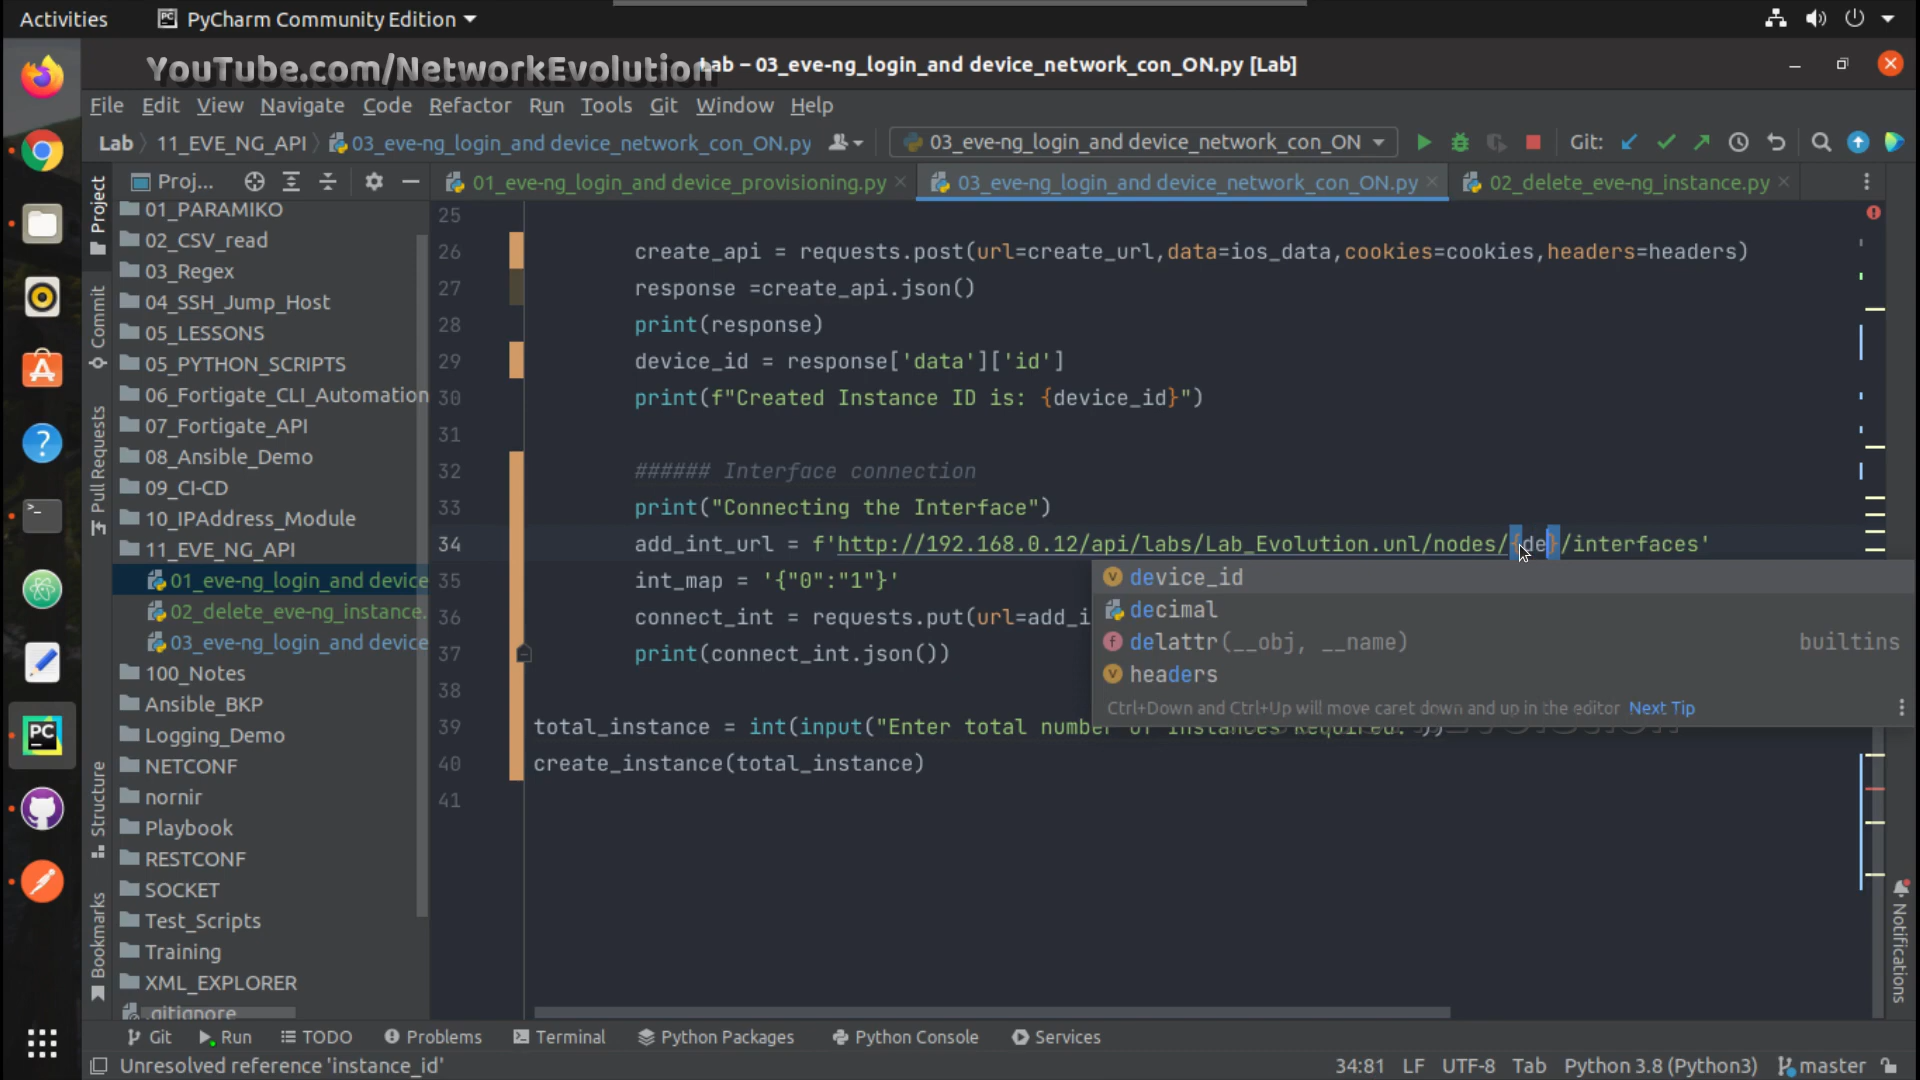 Activities
PyCharm Community Edition
YouTube.com/NetworkEvolution
Lab – 03_eve-ng_login_and device_network_con_ON.py [Lab]
File Edit View Navigate Code Refactor Run Tools Git Window Help
Lab 11_EVE_NG_API 03_eve-ng_login_and device_network_con_ON.py
03_eve-ng_login_and device_network_con_ON
Git:
Proj...
01_eve-ng_login_and device_provisioning.py
03_eve-ng_login_and device_network_con_ON.py
02_delete_eve-ng_instance.py
Project
Commit
Pull Requests
Structure
Bookmarks
01_PARAMIKO
02_CSV_read
03_Regex
04_SSH_Jump_Host
05_LESSONS
05_PYTHON_SCRIPTS
06_Fortigate_CLI_Automation
07_Fortigate_API
08_Ansible_Demo
09_CI-CD
10_IPAddress_Module
11_EVE_NG_API
01_eve-ng_login_and device
02_delete_eve-ng_instance.
03_eve-ng_login_and device
100_Notes
Ansible_BKP
Logging_Demo
NETCONF
nornir
Playbook
RESTCONF
SOCKET
Test_Scripts
Training
XML_EXPLORER
.gitignore
25
26 create_api = requests.post(url=create_url,data=ios_data,cookies=cookies,headers=headers)
27 response =create_api.json()
28 print(response)
29 device_id = response['data']['id']
30 print(f"Created Instance ID is: {device_id}")
31
32 ###### Interface connection
33 print("Connecting the Interface")
34 add_int_url = f'http://192.168.0.12/api/labs/Lab_Evolution.unl/nodes/{de}/interfaces'
35 int_map = '{"0":"1"}'
36 connect_int = requests.put(url=add_i
37 print(connect_int.json())
38
39 total_instance = int(input("Enter total number of Instances Required: "))
40 create_instance(total_instance)
41
device_id
decimal
delattr(__obj, __name) builtins
headers
Ctrl+Down and Ctrl+Up will move caret down and up in the editor Next Tip
Notifications
Git Run TODO Problems Terminal Python Packages Python Console Services
Unresolved reference 'instance_id'
34:81 LF UTF-8 Tab Python 3.8 (Python3) master